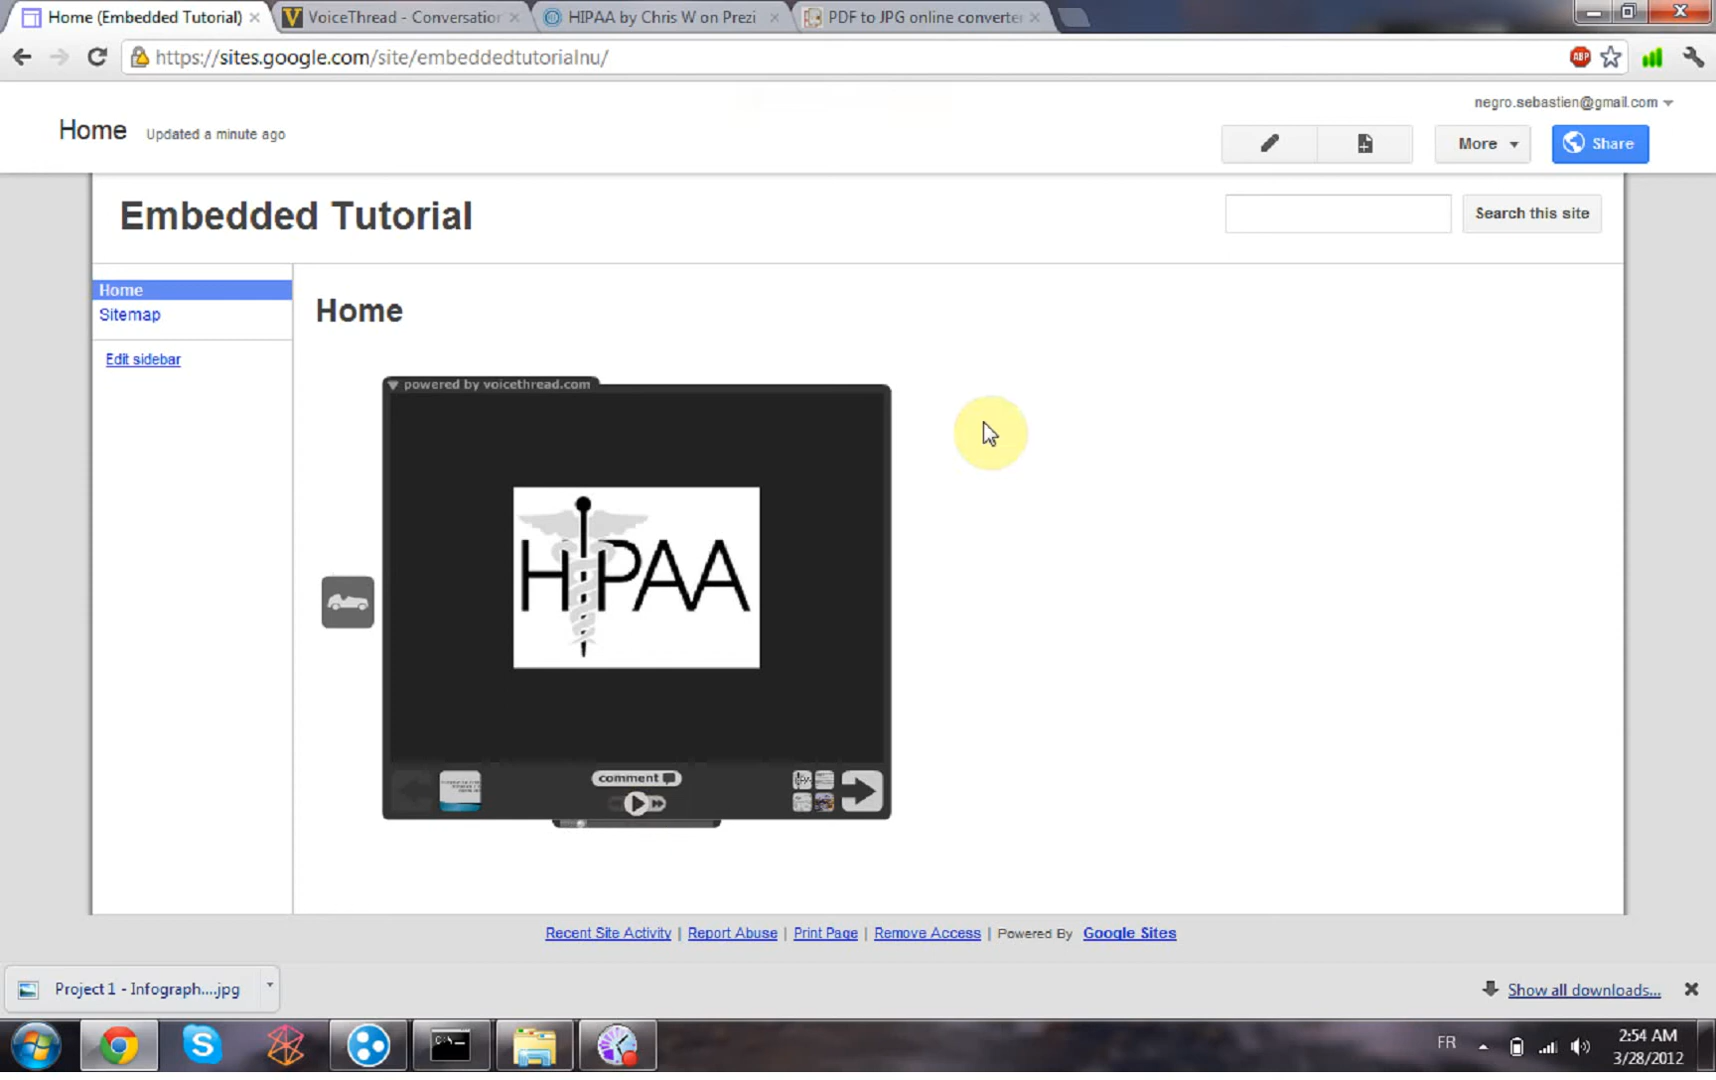 Home (Embedded Tutorial)
VoiceThread - Conversation
HIPAA by Chris W on Prezi
PDF to JPG online converter
https://sites.google.com/site/embeddedtutorialnu/
ABP
negro.sebastien@gmail.com
Home
Updated a minute ago
More
Share
Embedded Tutorial
Search this site
Home
Sitemap
Edit sidebar
Home
powered by voicethread.com
HIPAA
comment
Recent Site Activity | Report Abuse | Print Page | Remove Access | Powered By Google Sites
Project 1 - Infograph....jpg
Show all downloads...
FR
2:54 AM
3/28/2012